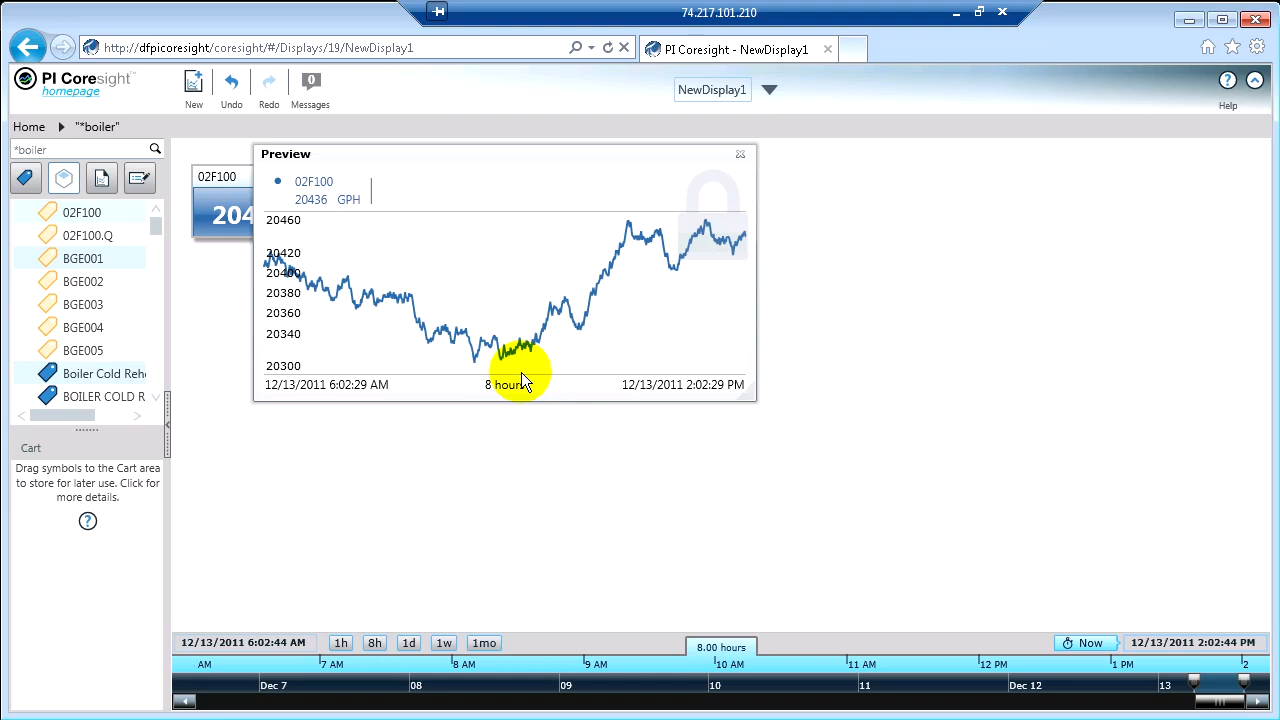 74.217.101.210
http://dfpicoresight/coresight/#/Displays/19/NewDisplay1
PI Coresight - NewDisplay1
PI Coresight™
homepage
New
Undo
Redo
0
Messages
NewDisplay1
?
Help
Home
"*boiler"
*boiler
02F100
02F100.Q
BGE001
BGE002
BGE003
BGE004
BGE005
Boiler Cold Reh
BOILER COLD R
Cart
Drag symbols to the Cart area
to store for later use. Click for
more details.
?
02F100
204
Preview
02F100
20436 GPH
20460
20420
20400
20380
20360
20340
20300
12/13/2011 6:02:29 AM
8 hours
12/13/2011 2:02:29 PM
12/13/2011 6:02:44 AM
1h
8h
1d
1w
1mo
8.00 hours
Now
12/13/2011 2:02:44 PM
AM
7 AM
8 AM
9 AM
10 AM
11 AM
12 PM
1 PM
2
Dec 7
08
09
10
11
Dec 12
13